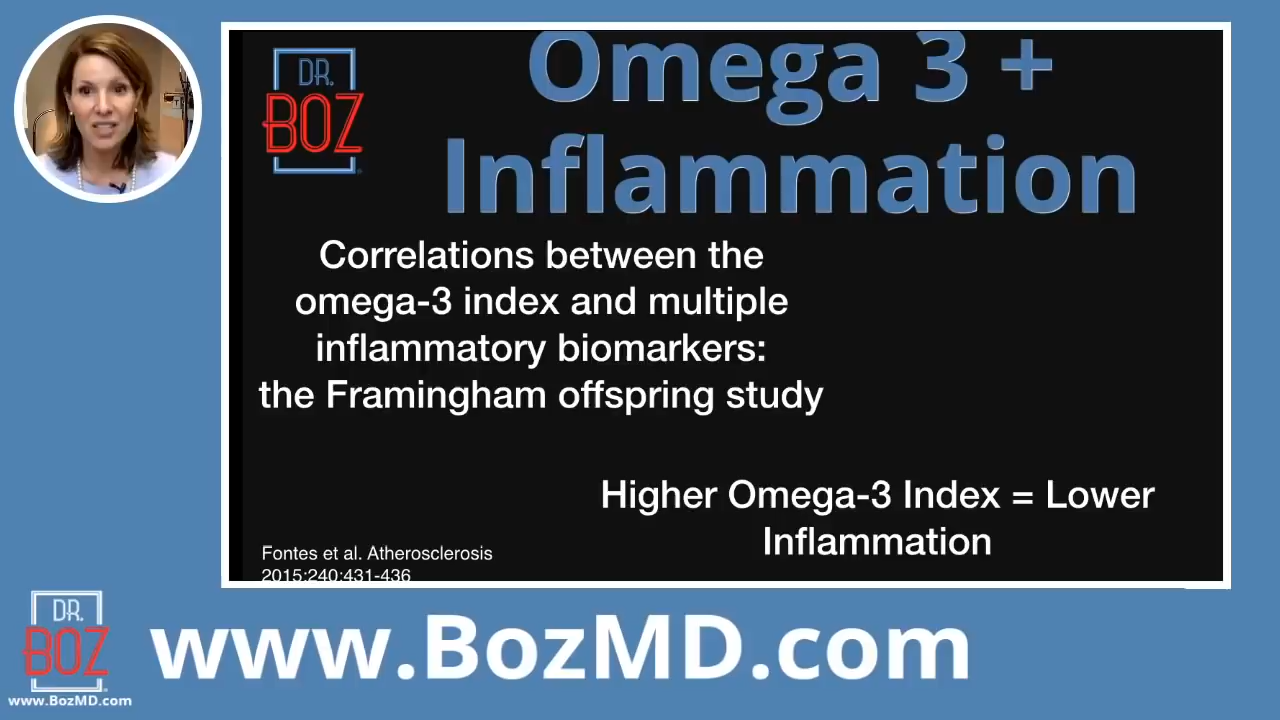 DR.
BOZ
Omega 3 +
Inflammation
Correlations between the
omega-3 index and multiple
inflammatory biomarkers:
the Framingham offspring study
Higher Omega-3 Index = Lower
Inflammation
Fontes et al. Atherosclerosis
2015;240:431-436
DR.
BOZ
www.BozMD.com
www.BozMD.com